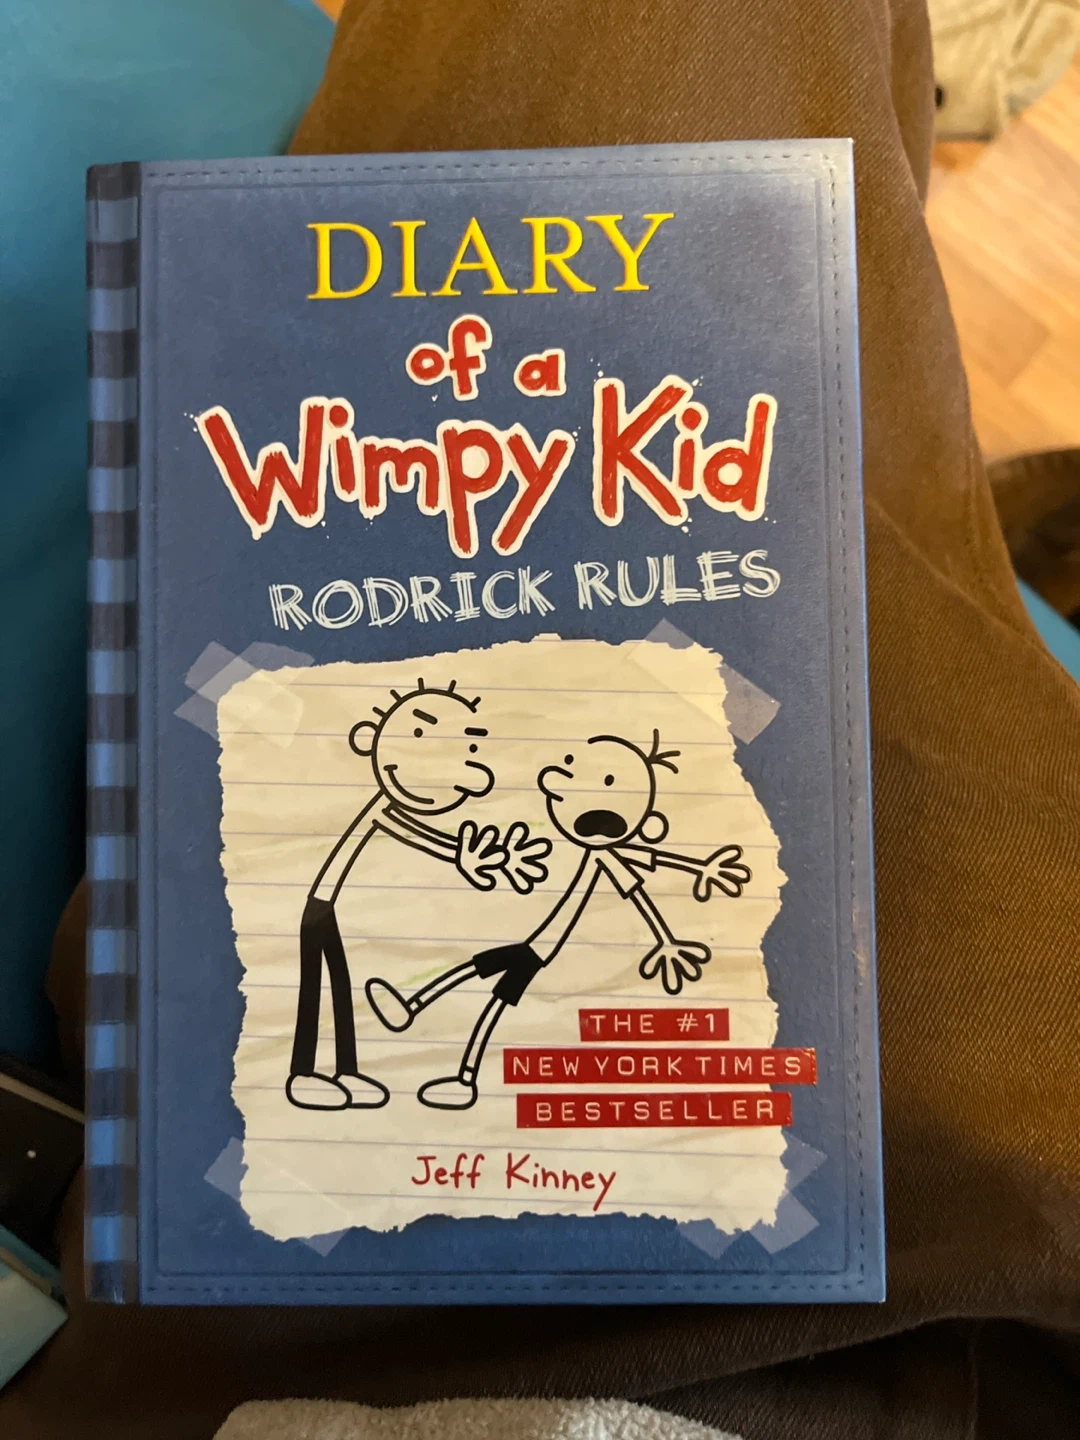 DIARY
of a
Wimpy Kid
RODRICK RULES
THE #1
NEW YORK TIMES
BESTSELLER
Jeff Kinney